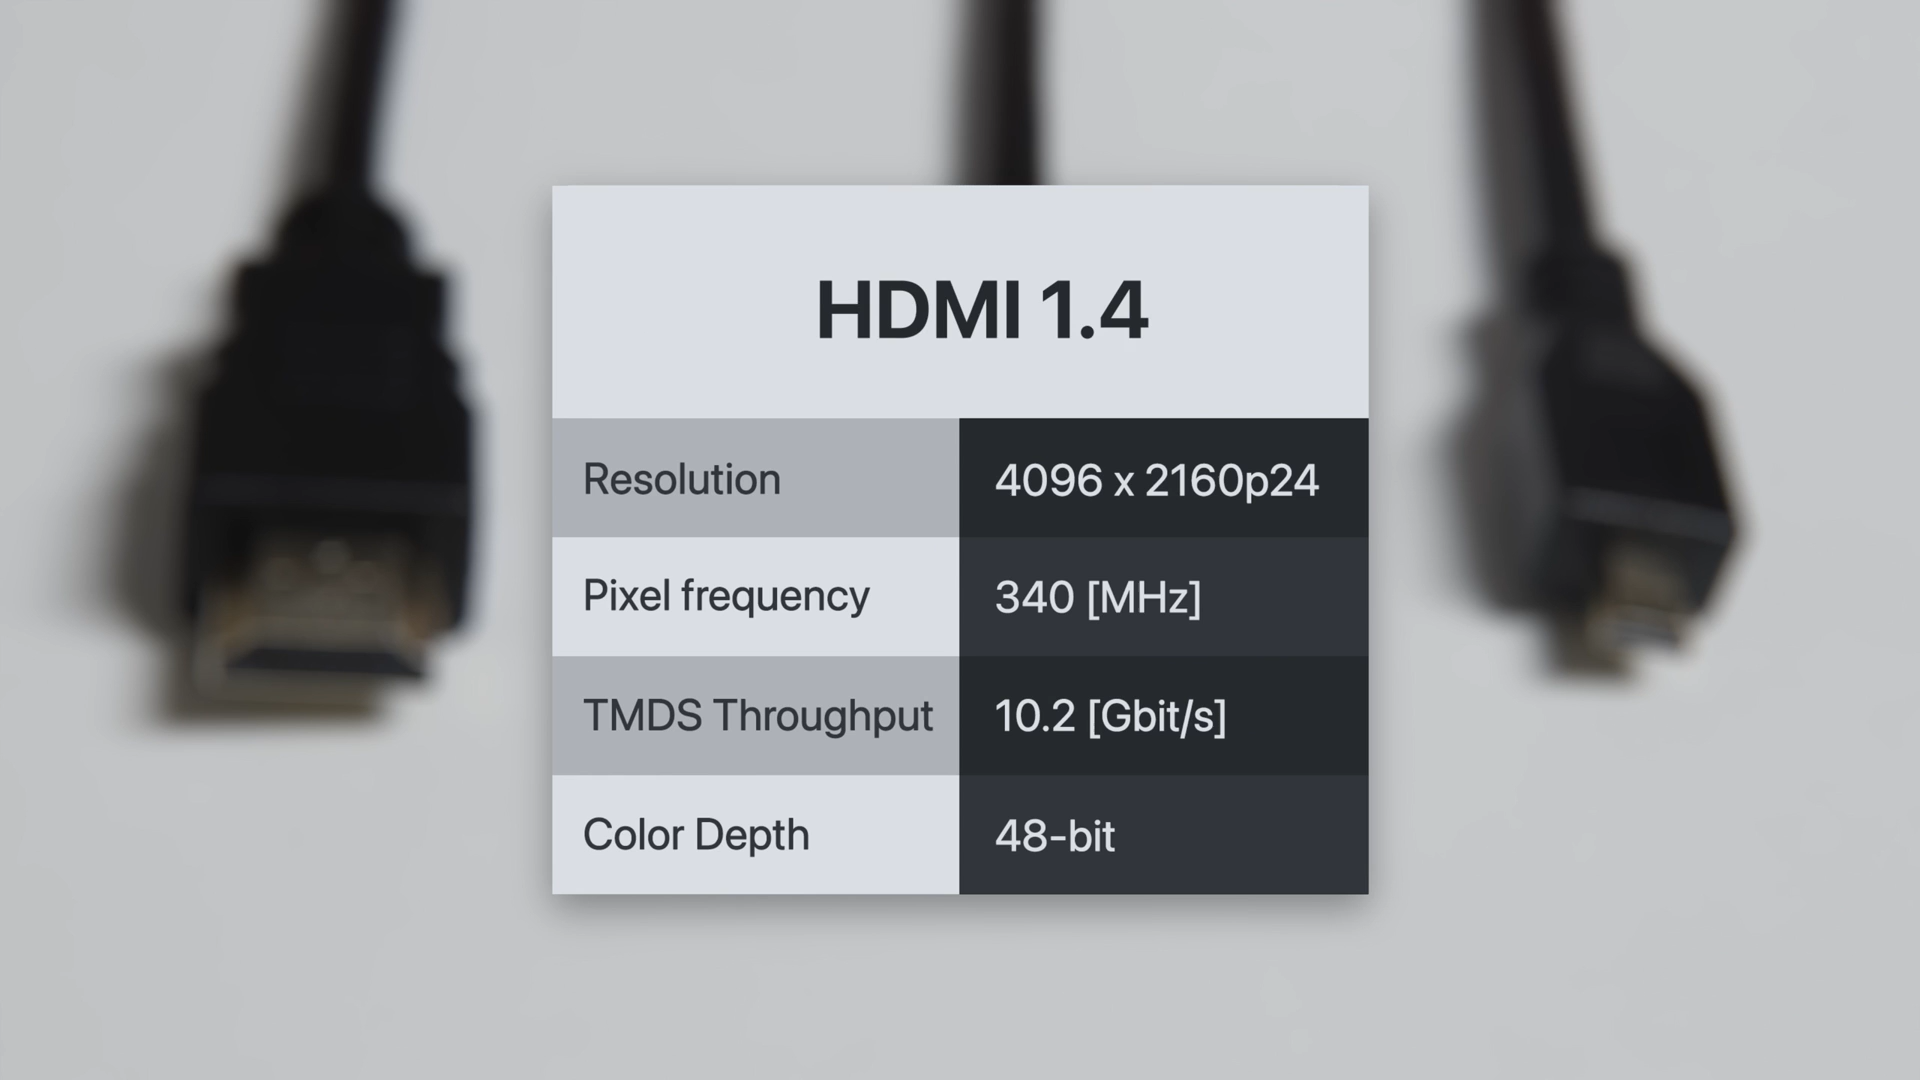 HDMI 1.4
Resolution 4096 x 2160p24
Pixel frequency 340 [MHz]
TMDS Throughput 10.2 [Gbit/s]
Color Depth 48-bit